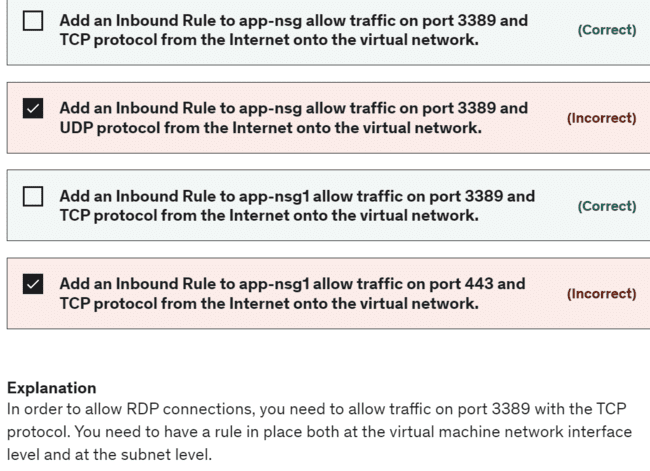 Add an Inbound Rule to app-nsg allow traffic on port 3389 and
TCP protocol from the Internet onto the virtual network.
(Correct)
Add an Inbound Rule to app-nsg allow traffic on port 3389 and
UDP protocol from the Internet onto the virtual network.
(Incorrect)
Add an Inbound Rule to app-nsg1 allow traffic on port 3389 and
TCP protocol from the Internet onto the virtual network.
(Correct)
Add an Inbound Rule to app-nsg1 allow traffic on port 443 and
TCP protocol from the Internet onto the virtual network.
(Incorrect)
Explanation
In order to allow RDP connections, you need to allow traffic on port 3389 with the TCP
protocol. You need to have a rule in place both at the virtual machine network interface
level and at the subnet level.